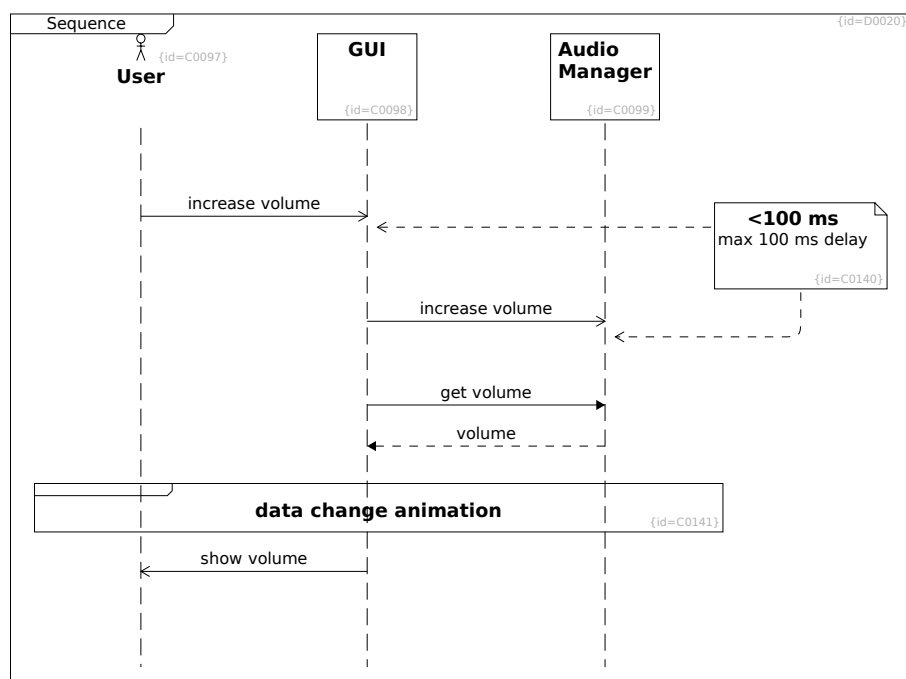 Sequence
{id=D0020}
{id=C0097}
User
GUI
{id=C0098}
Audio
Manager
{id=C0099}
increase volume
<100 ms
max 100 ms delay
{id=C0140}
increase volume
get volume
volume
data change animation
{id=C0141}
show volume